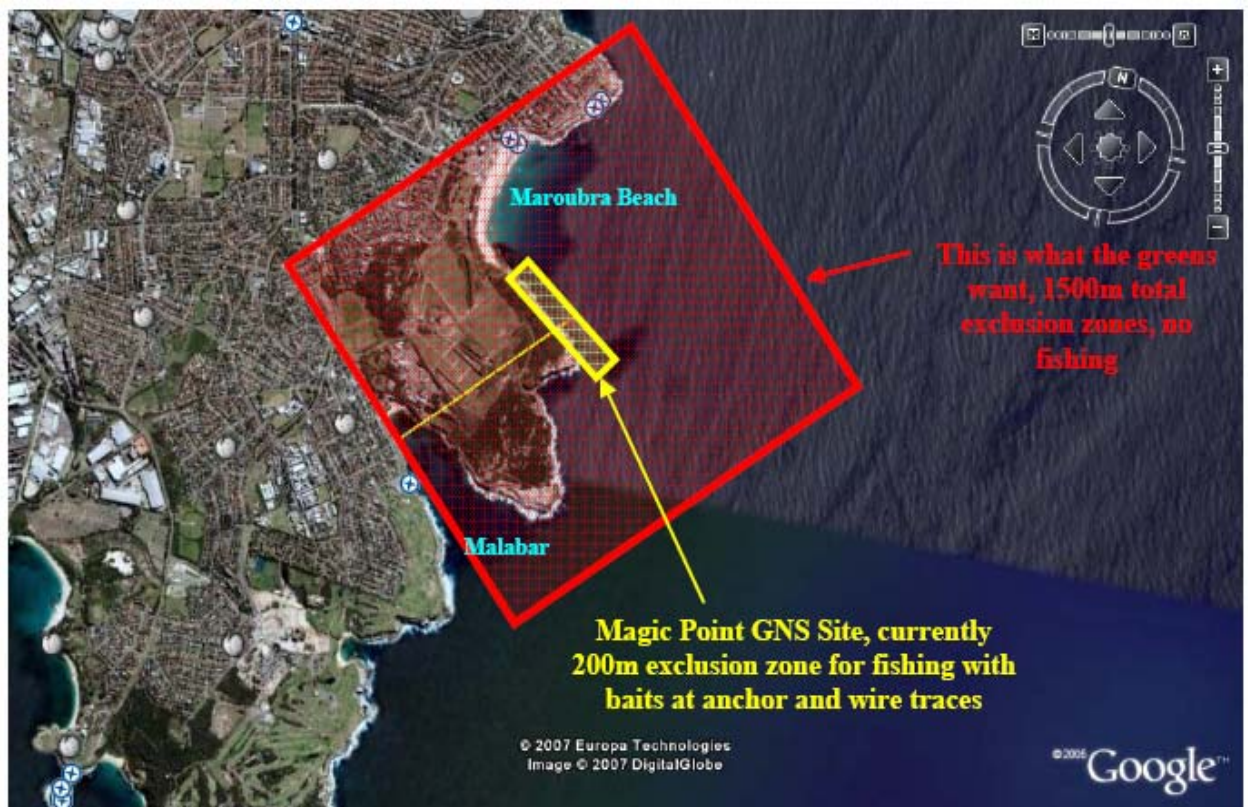 N
Maroubra Beach
This is what the greens
want, 1500m total
exclusion zones, no
fishing
Malabar
Magic Point GNS Site, currently
200m exclusion zone for fishing with
baits at anchor and wire traces
© 2007 Europa Technologies
Image © 2007 DigitalGlobe
©2005 Google™